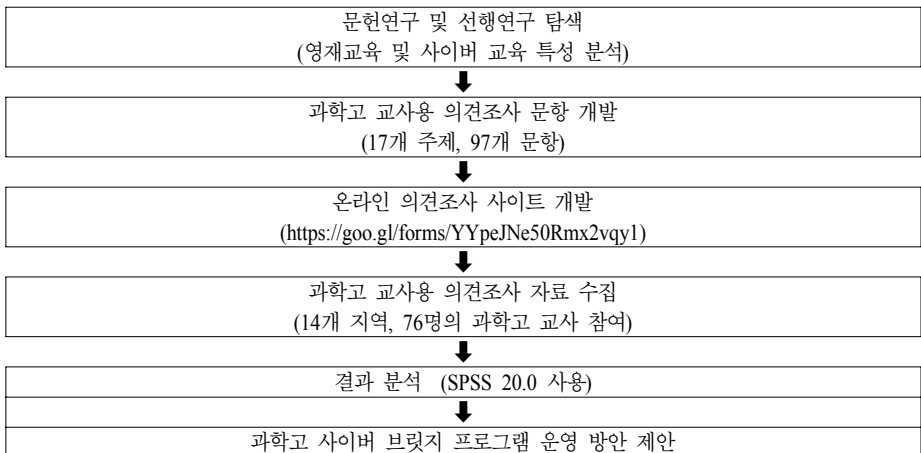 문헌연구 및 선행연구 탐색
(영재교육 및 사이버 교육 특성 분석)
과학고 교사용 의견조사 문항 개발
(17개 주제, 97개 문항)
온라인 의견조사 사이트 개발
(https://goo.gl/forms/YYpeJNe50Rmx2vqy1)
과학고 교사용 의견조사 자료 수집
(14개 지역, 76명의 과학고 교사 참여)
결과 분석 (SPSS 20.0 사용)
과학고 사이버 브릿지 프로그램 운영 방안 제안